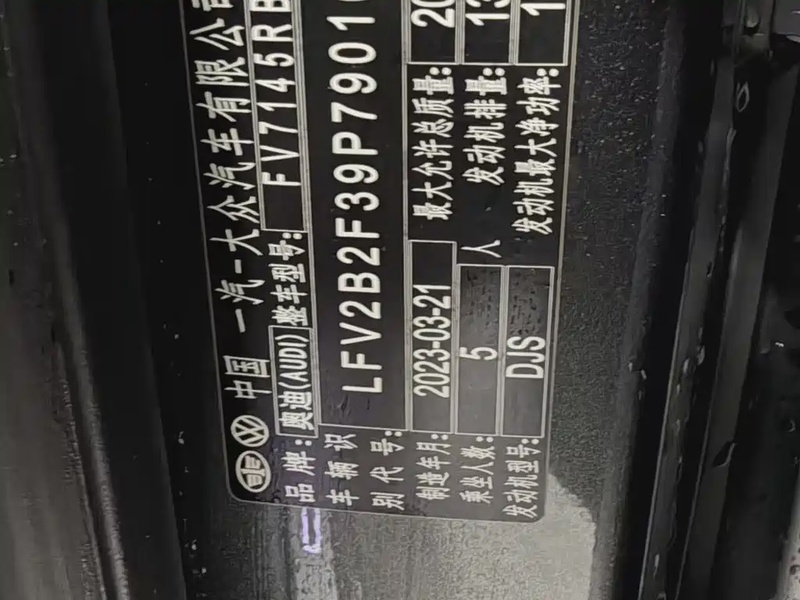 中国 一汽-大众汽车有限公司
品牌: 奥迪(AUDI) 整车型号: FV7145RB
车辆识别代号: LFV2B2F39P7901
制造年月: 2023-03-21 最大允许总质量: 20
乘坐人数: 5 人 发动机排量: 13
发动机型号: DJS 发动机最大净功率: 1